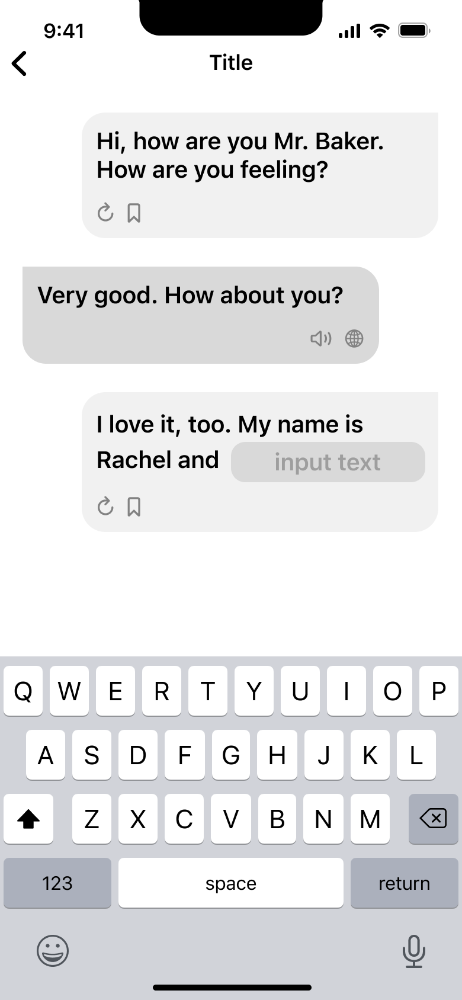 9:41
Title
Hi, how are you Mr. Baker.
How are you feeling?
Very good. How about you?
I love it, too. My name is
Rachel and input text
Q W E R T Y U I O P
A S D F G H J K L
Z X C V B N M
123 space return